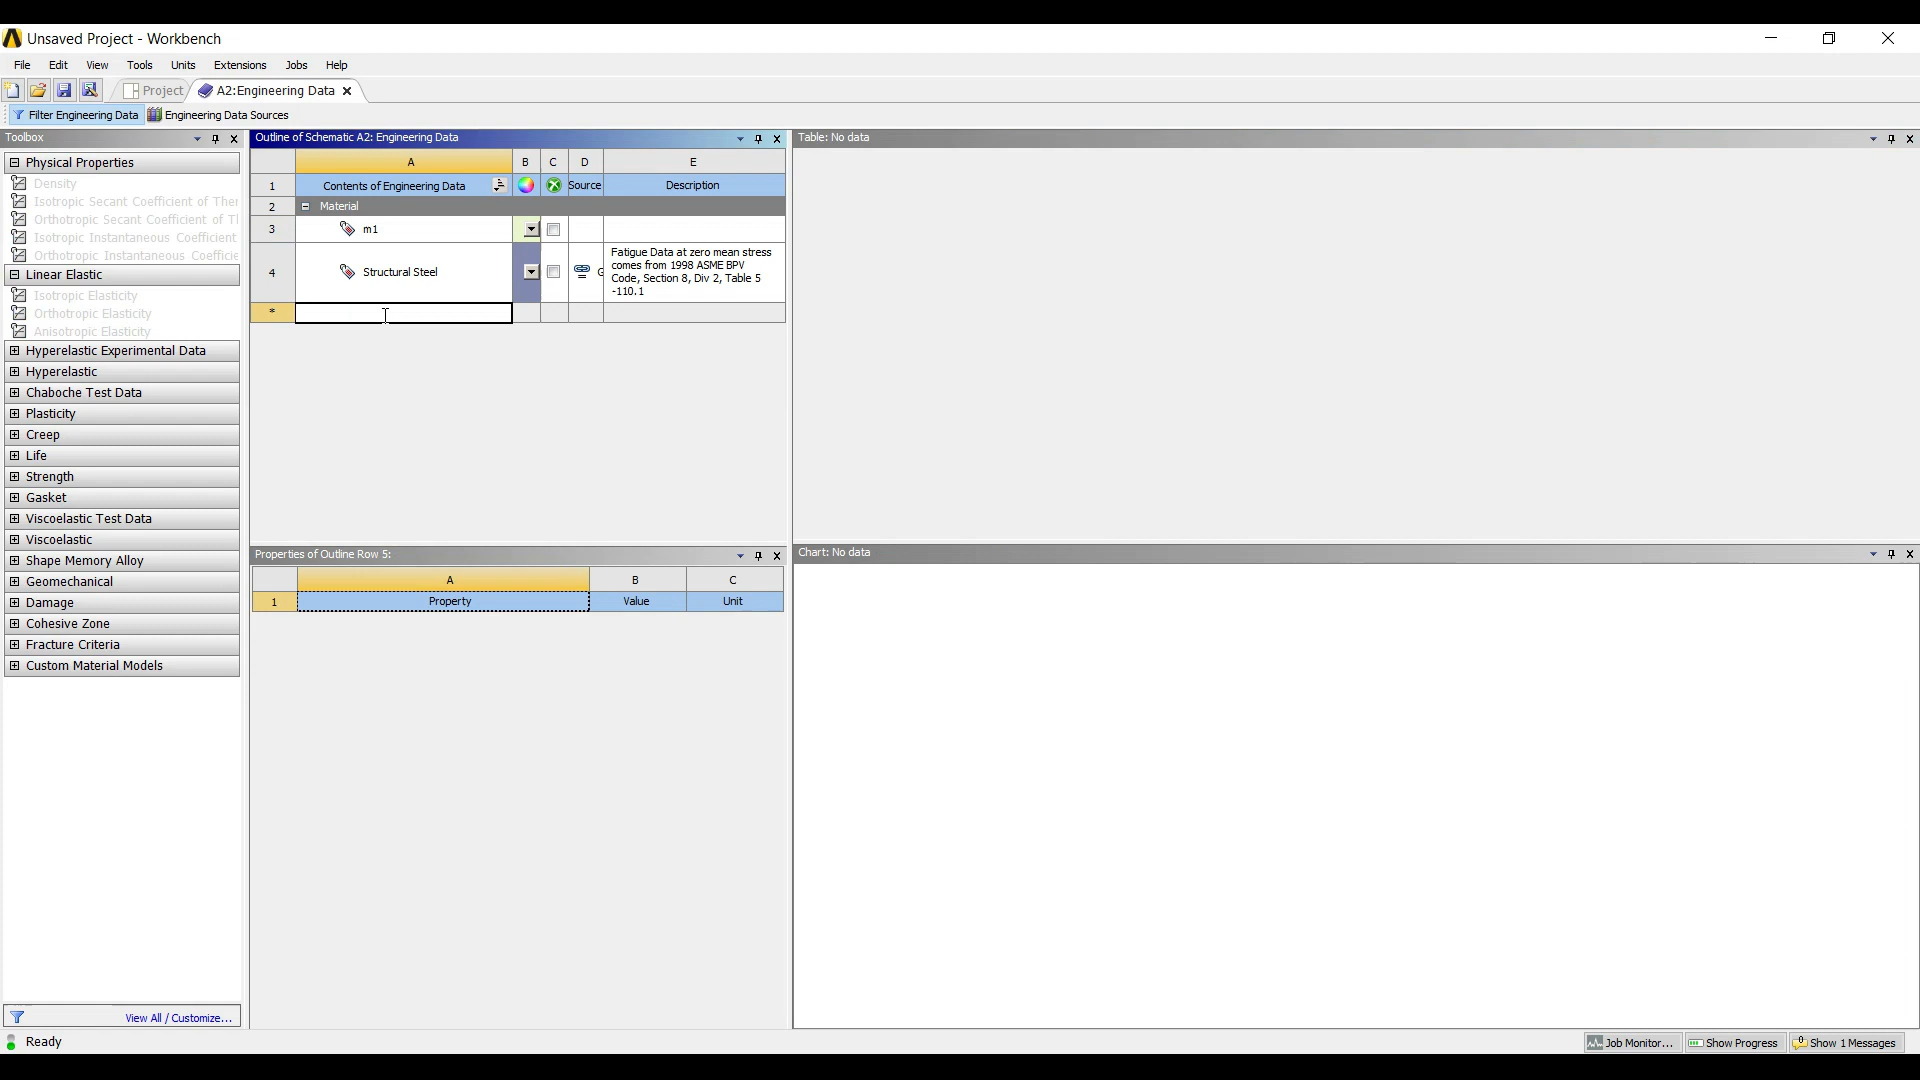 Unsaved Project - Workbench
File Edit View Tools Units Extensions Jobs Help
Project A2:Engineering Data
Filter Engineering Data Engineering Data Sources
Toolbox
Physical Properties
Density
Isotropic Secant Coefficient of Ther
Orthotropic Secant Coefficient of T
Isotropic Instantaneous Coefficient
Orthotropic Instantaneous Coefficie
Linear Elastic
Isotropic Elasticity
Orthotropic Elasticity
Anisotropic Elasticity
Hyperelastic Experimental Data
Hyperelastic
Chaboche Test Data
Plasticity
Creep
Life
Strength
Gasket
Viscoelastic Test Data
Viscoelastic
Shape Memory Alloy
Geomechanical
Damage
Cohesive Zone
Fracture Criteria
Custom Material Models
View All / Customize...
Outline of Schematic A2: Engineering Data
A B C D E
1 Contents of Engineering Data Source Description
2 Material
3 m1
4 Structural Steel G
Fatigue Data at zero mean stress
comes from 1998 ASME BPV
Code, Section 8, Div 2, Table 5
-110.1
*
Properties of Outline Row 5:
A B C
1 Property Value Unit
Table: No data
Chart: No data
Ready
Job Monitor... Show Progress Show 1 Messages